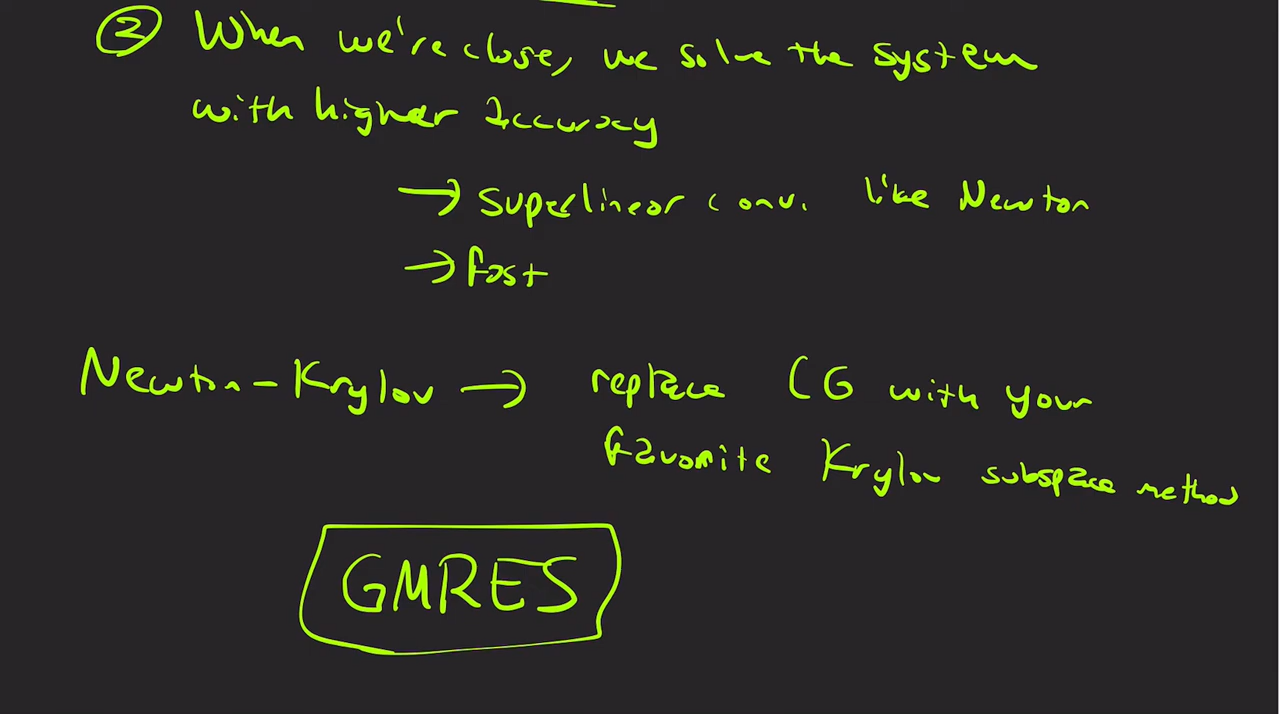 ② When we're close, we solve the system
with higher accuracy
→ superlinear conv. like Newton
→ fast
Newton-Krylov → replace CG with your
favorite Krylov subspace method
GMRES